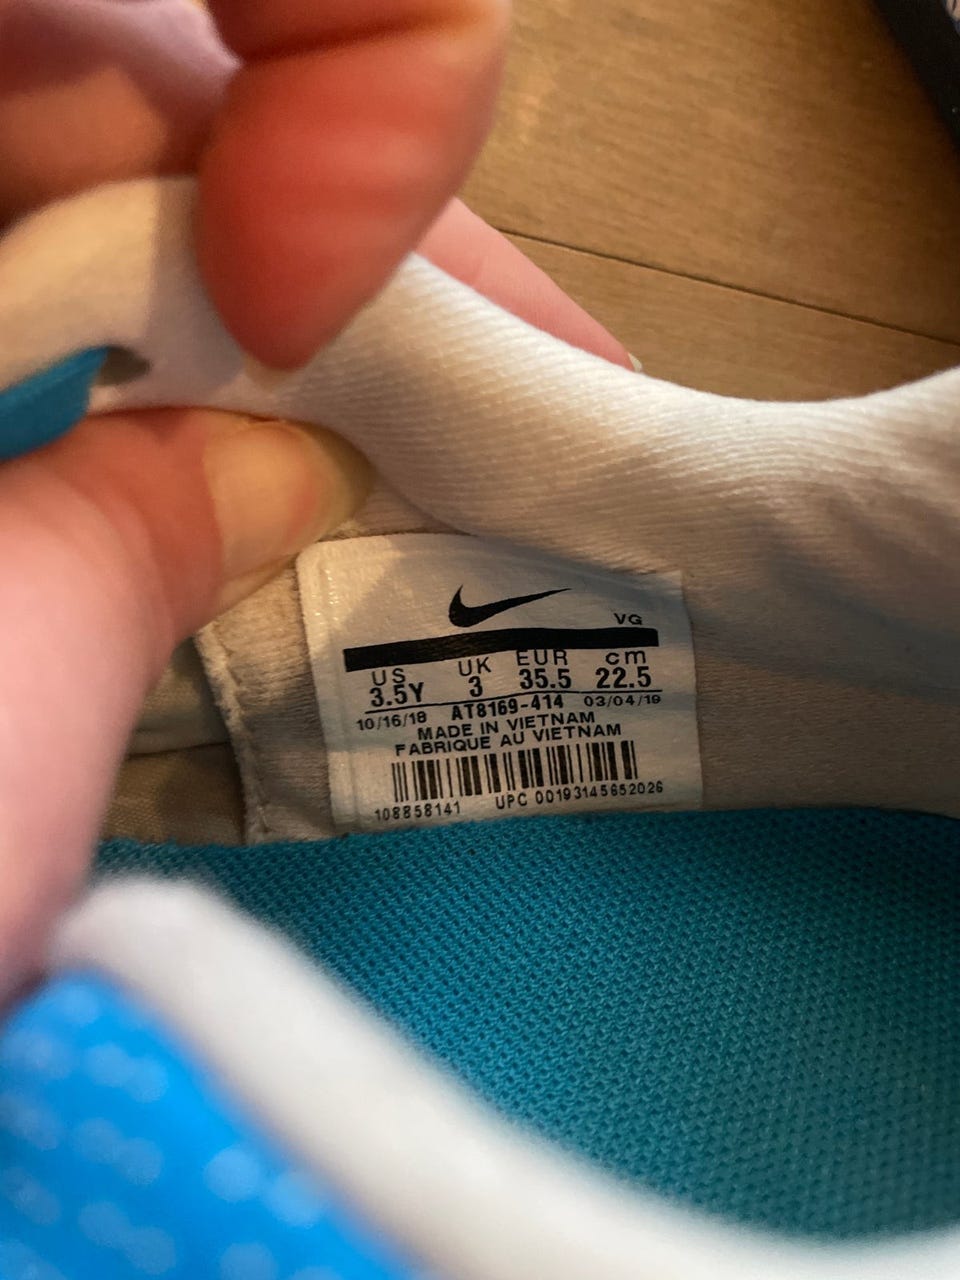 VG
US UK EUR cm
3.5Y 3 35.5 22.5
10/16/18 AT8169-414 03/04/19
MADE IN VIETNAM
FABRIQUE AU VIETNAM
108858141 UPC 00193145652026